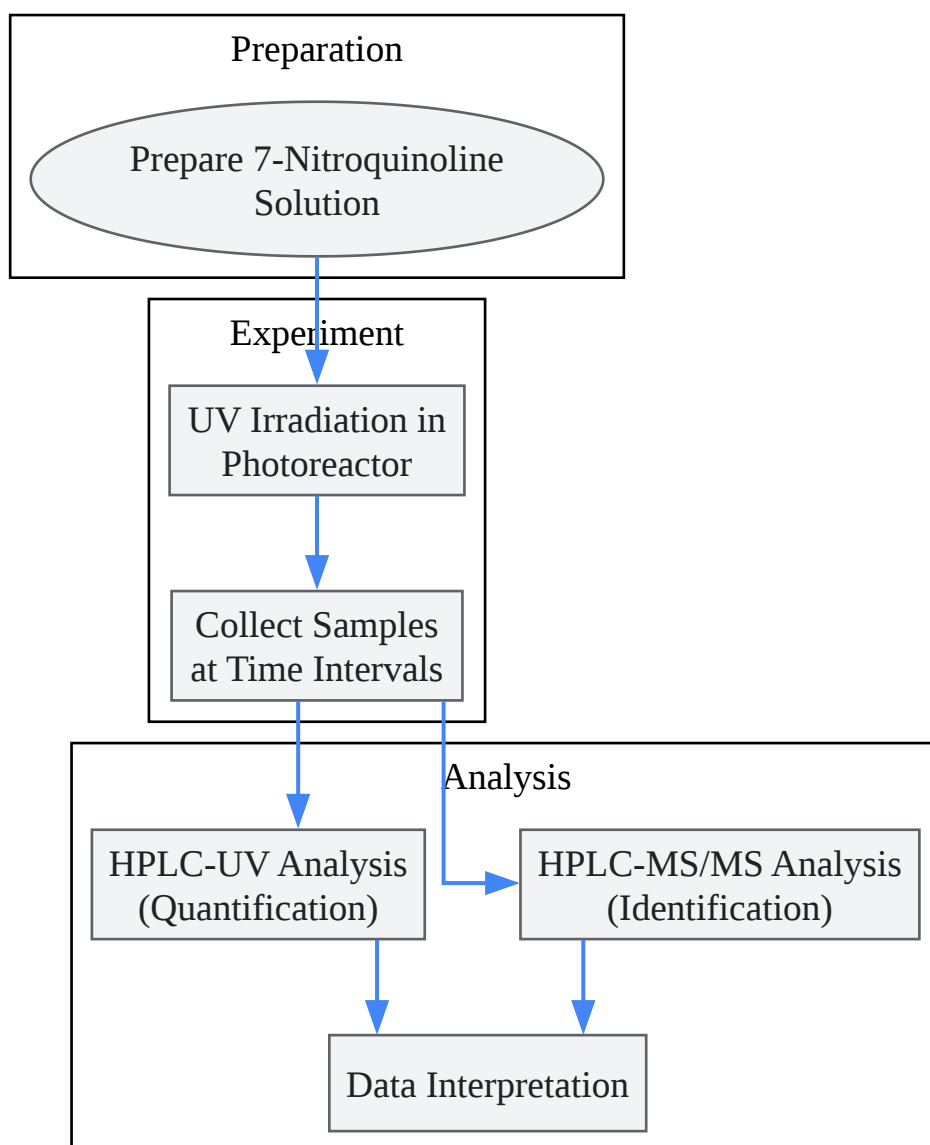 Preparation
Prepare 7-Nitroquinoline
Solution
Experiment
UV Irradiation in
Photoreactor
Collect Samples
at Time Intervals
Analysis
HPLC-UV Analysis
(Quantification)
HPLC-MS/MS Analysis
(Identification)
Data Interpretation